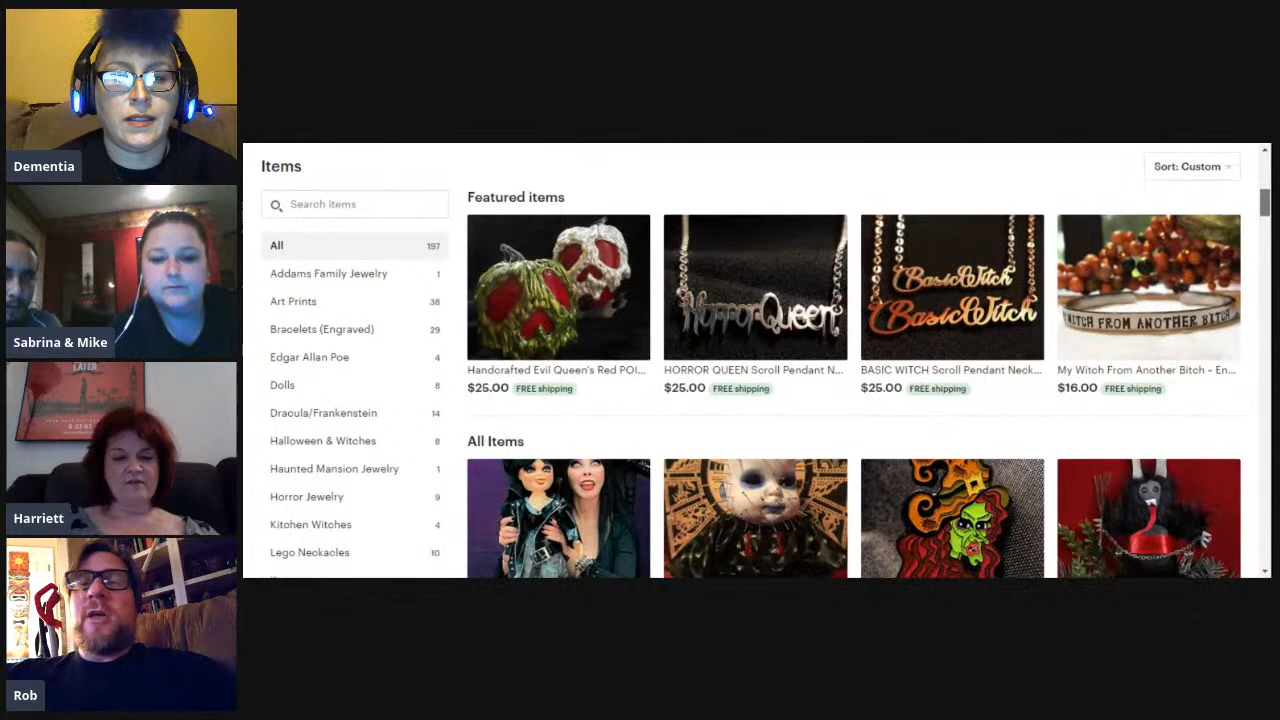 Dementia
Sabrina & Mike
LATER
Harriett
Rob
Items
Sort: Custom
Search items
All 197
Addams Family Jewelry 1
Art Prints 38
Bracelets (Engraved) 29
Edgar Allan Poe 4
Dolls 8
Dracula/Frankenstein 14
Halloween & Witches 8
Haunted Mansion Jewelry 1
Horror Jewelry 9
Kitchen Witches 4
Lego Neckacles 10
Featured items
HorrorQueen
BasicWitch
BasicWitch
WITCH FROM ANOTHER BITCH
Handcrafted Evil Queen's Red POI...
$25.00 FREE shipping
HORROR QUEEN Scroll Pendant N...
$25.00 FREE shipping
BASIC WITCH Scroll Pendant Neck...
$25.00 FREE shipping
My Witch From Another Bitch - En...
$16.00 FREE shipping
All Items